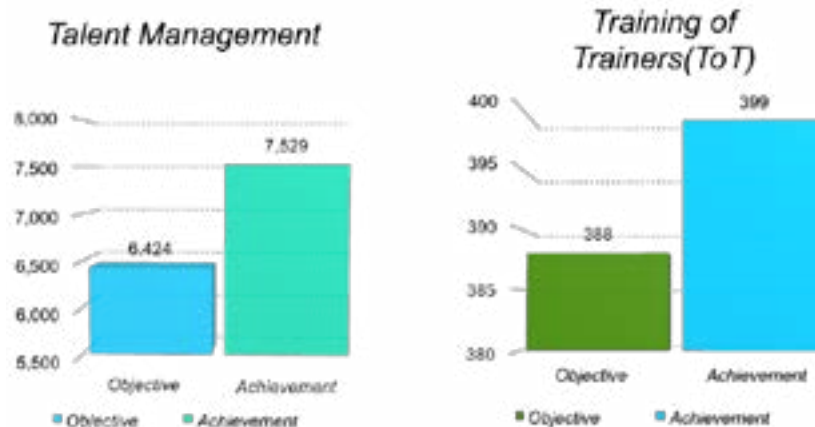 Talent Management
8,000
7,500
7,000
6,500
6,000
5,500
6,424
7,529
Objective Achievement
Objective Achievement
Training of
Trainers(ToT)
400
395
390
385
380
388
399
Objective Achievement
Objective Achievement